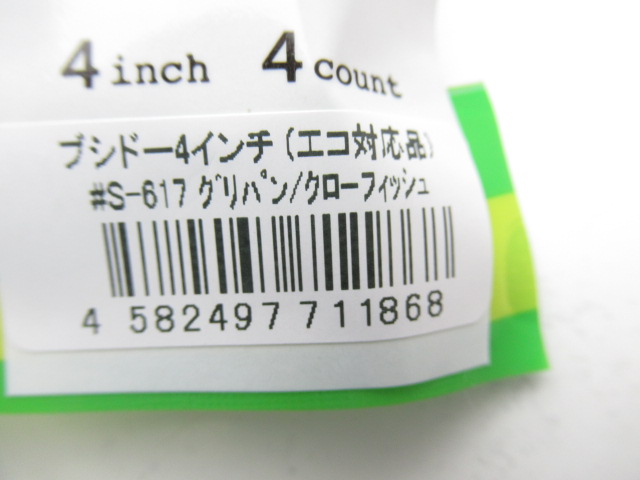 4 inch 4 count
ブシドー4インチ(エコ対応品)
#S-617 ｸﾞﾘﾊﾟﾝ/ｸﾛｰﾌｨｯｼｭ
4 582497 711868